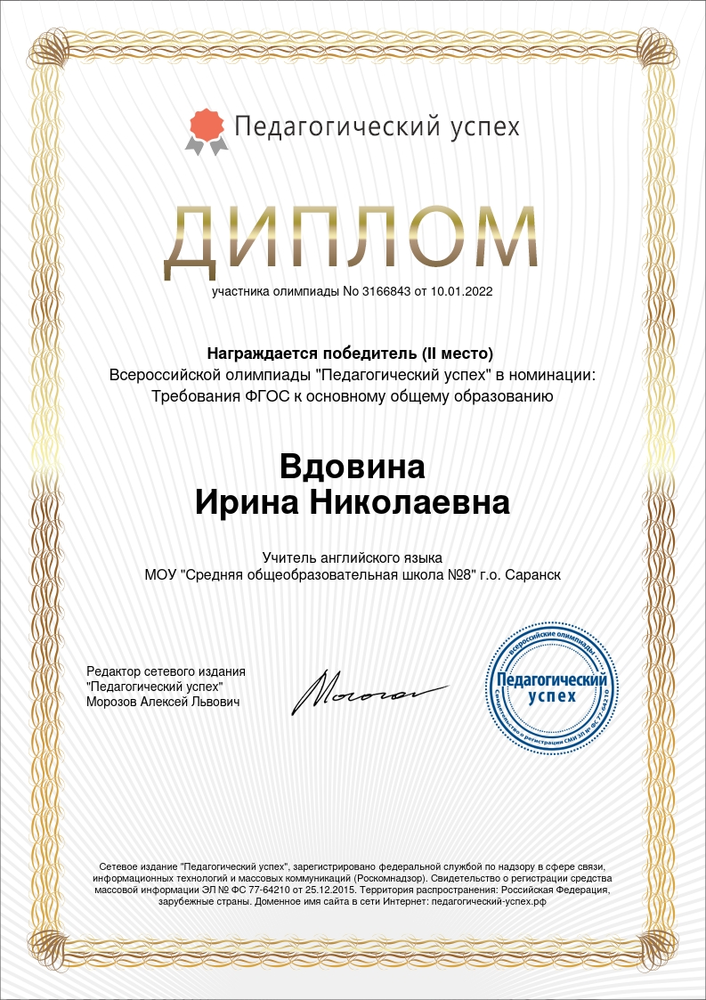 Педагогический успех
ДИПЛОМ
участника олимпиады No 3166843 от 10.01.2022
Награждается победитель (II место)
Всероссийской олимпиады "Педагогический успех" в номинации:
Требования ФГОС к основному общему образованию
Вдовина
Ирина Николаевна
Учитель английского языка
МОУ "Средняя общеобразовательная школа №8" г.о. Саранск
Редактор сетевого издания
"Педагогический успех"
Морозов Алексей Львович
Всероссийские олимпиады
Педагогический
успех
Свидетельство о регистрации СМИ ЭЛ № ФС 77-64210
Сетевое издание "Педагогический успех", зарегистрировано федеральной службой по надзору в сфере связи,
информационных технологий и массовых коммуникаций (Роскомнадзор). Свидетельство о регистрации средства
массовой информации ЭЛ № ФС 77-64210 от 25.12.2015. Территория распространения: Российская Федерация,
зарубежные страны. Доменное имя сайта в сети Интернет: педагогический-успех.рф